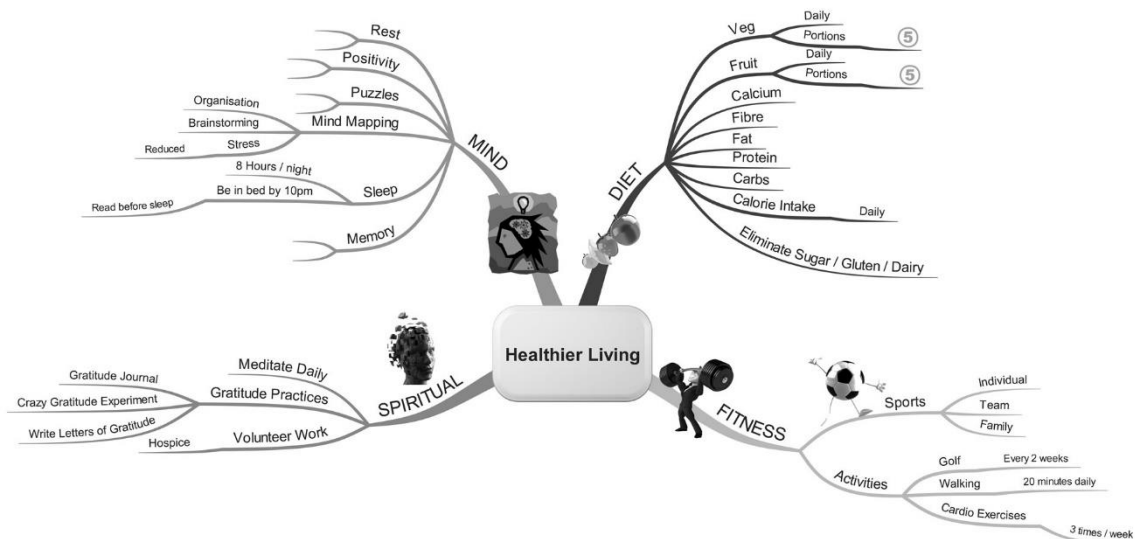 Healthier Living
MIND
Rest
Positivity
Puzzles
Mind Mapping
Organisation
Brainstorming
Stress
Reduced
Sleep
8 Hours / night
Be in bed by 10pm
Read before sleep
Memory
DIET
Veg
Daily
Portions
5
Fruit
Daily
Portions
5
Calcium
Fibre
Fat
Protein
Carbs
Calorie Intake
Daily
Eliminate Sugar / Gluten / Dairy
SPIRITUAL
Meditate Daily
Gratitude Practices
Gratitude Journal
Crazy Gratitude Experiment
Write Letters of Gratitude
Volunteer Work
Hospice
FITNESS
Sports
Individual
Team
Family
Activities
Golf
Every 2 weeks
Walking
20 minutes daily
Cardio Exercises
3 times / week